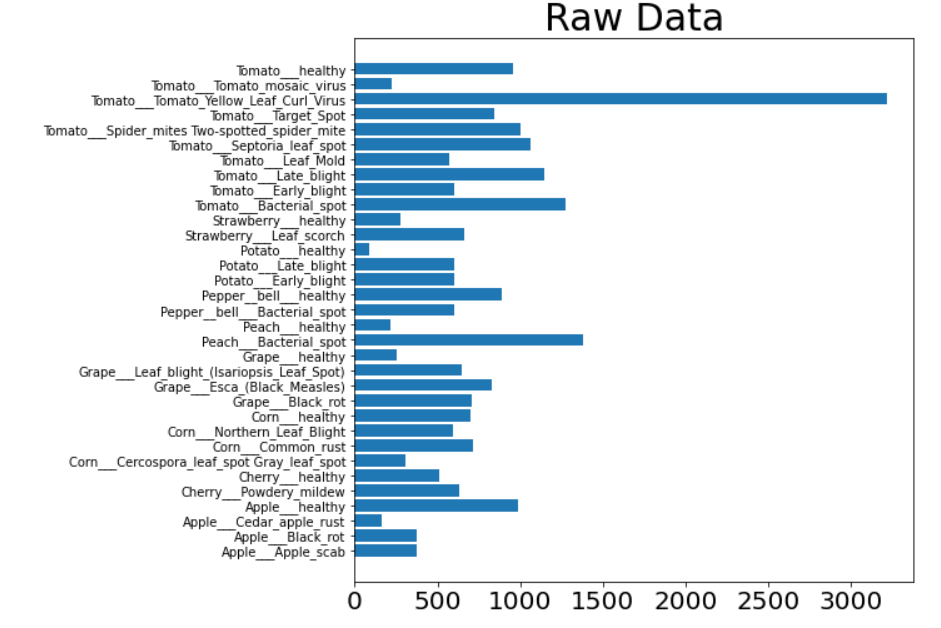 Raw Data
Tomato___healthy
Tomato___Tomato_mosaic_virus
Tomato___Tomato_Yellow_Leaf_Curl_Virus
Tomato___Target_Spot
Tomato___Spider_mites Two-spotted_spider_mite
Tomato___Septoria_leaf_spot
Tomato___Leaf_Mold
Tomato___Late_blight
Tomato___Early_blight
Tomato___Bacterial_spot
Strawberry___healthy
Strawberry___Leaf_scorch
Potato___healthy
Potato___Late_blight
Potato___Early_blight
Pepper__bell___healthy
Pepper__bell___Bacterial_spot
Peach___healthy
Peach___Bacterial_spot
Grape___healthy
Grape___Leaf_blight_(Isariopsis_Leaf_Spot)
Grape___Esca_(Black_Measles)
Grape___Black_rot
Corn___healthy
Corn___Northern_Leaf_Blight
Corn___Common_rust
Corn___Cercospora_leaf_spot Gray_leaf_spot
Cherry___healthy
Cherry___Powdery_mildew
Apple___healthy
Apple___Cedar_apple_rust
Apple___Black_rot
Apple___Apple_scab
0 500 1000 1500 2000 2500 3000